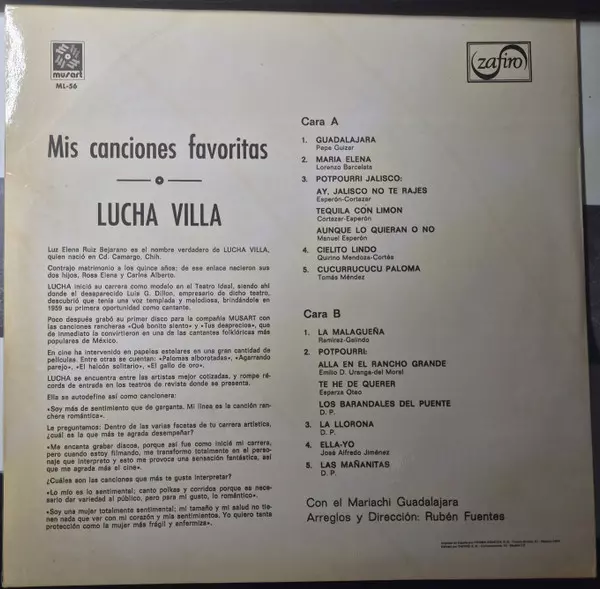 musart
ML-56
zafiro
Mis canciones favoritas
LUCHA VILLA
Luz Elena Ruiz Bejarano es el nombre verdadero de LUCHA VILLA,
quien nació en Cd. Camargo, Chih.
Contrajo matrimonio a los quince años; de ese enlace necieron sus
dos hijos, Rosa Elena y Carlos Alberto.
LUCHA inició su carrera como modelo en el Teatro Ideal, siendo ahí
donde el desaparecido Luis G. Dillon, empresario de dicho teatro,
descubrió que tenía una voz templada y melodiosa, brindándole en
1959 su primera oportunidad como cantante.
Poco después grabó su primer disco para la compañía MUSART con
las canciones rancheras «Qué bonito siento» y «Tus desprecios», que
de inmediato la convirtieron en una de las cantantes folklóricas más
populares de México.
En cine ha intervenido en papeles estelares en una gran cantidad de
películas. Entre otras se cuentan: «Palomas alborotadas», «Agarrando
parejo», «El halcón solitario», «El gallo de oro».
LUCHA se encuentra entre las artistas mejor cotizadas, y rompe ré-
cords de entrada en los teatros de revista donde se presenta.
Ella se autodefine así como cancionera:
«Soy más de sentimiento que de garganta. Mi línea es la canción ran-
chera romántica».
Le preguntamos: Dentro de las varias facetas de tu carrera artística,
¿cuál es la que más te agrada desempeñar?
«Me encanta grabar discos, porque así fue como inicié mi carrera,
pero cuando estoy filmando, me transformo totalmente en el perso-
naje que interpreto y esto me provoca una sensación fantástica, así
que me agrada más el cine».
¿Cuáles son las canciones que más te gusta interpretar?
«Lo mío es lo sentimental; canto polkas y corridos porque es nece-
sario dar variedad al público, pero para mi gusto, lo romántico».
«Soy una mujer totalmente sentimental; mi tamaño y mi salud no tie-
nen nada que ver con mi corazón y mis sentimientos. Yo quiero tanta
protección como la mujer más frágil y enfermiza».
Cara A
1. GUADALAJARA
Pepe Guizar
2. MARIA ELENA
Lorenzo Barcelata
3. POTPOURRI JALISCO:
AY, JALISCO NO TE RAJES
Esperón-Cortazar
TEQUILA CON LIMON
Cortazar-Esperón
AUNQUE LO QUIERAN O NO
Manuel Esperón
4. CIELITO LINDO
Quirino Mendoza-Cortés
5. CUCURRUCUCU PALOMA
Tomás Méndez
Cara B
1. LA MALAGUEÑA
Ramírez-Galindo
2. POTPOURRI:
ALLA EN EL RANCHO GRANDE
Emilio D. Uranga-del Moral
TE HE DE QUERER
Esparza Oteo
LOS BARANDALES DEL PUENTE
D. P.
3. LA LLORONA
D. P.
4. ELLA-YO
José Alfredo Jiménez
5. LAS MAÑANITAS
D. P.
Con el Mariachi Guadalajara
Arreglos y Dirección: Rubén Fuentes